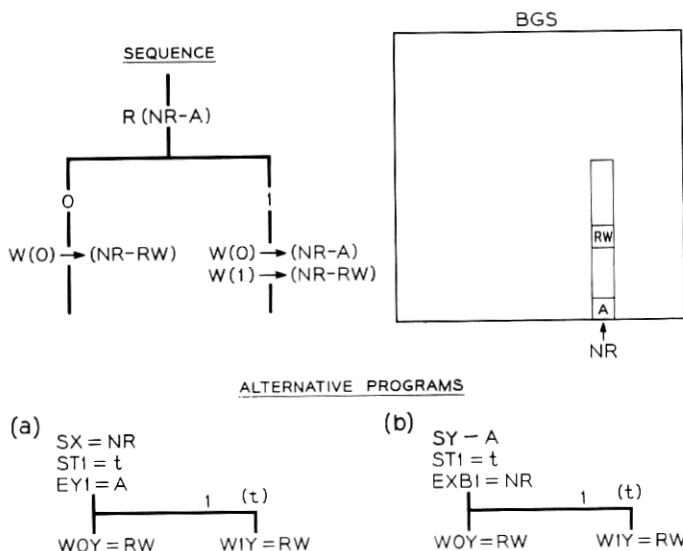 SEQUENCE
R(NR-A)
0
1
W(0)→(NR-RW)
W(0)→(NR-A)
W(1)→(NR-RW)
BGS
RW
A
NR
ALTERNATIVE PROGRAMS
(a)
SX = NR
ST1 = t
EY1 = A
1 (t)
W0Y = RW
W1Y = RW
(b)
SY - A
ST1 = t
EXB1 = NR
1 (t)
W0Y = RW
W1Y = RW